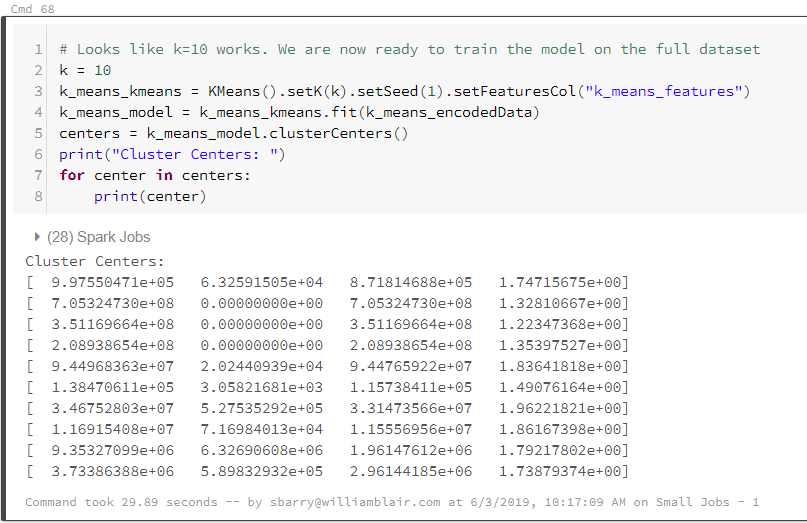 Cmd 68
1 # Looks like k=10 works. We are now ready to train the model on the full dataset
2 k = 10
3 k_means_kmeans = KMeans().setK(k).setSeed(1).setFeaturesCol("k_means_features")
4 k_means_model = k_means_kmeans.fit(k_means_encodedData)
5 centers = k_means_model.clusterCenters()
6 print("Cluster Centers: ")
7 for center in centers:
8     print(center)
(28) Spark Jobs
Cluster Centers:
[  9.97550471e+05   6.32591505e+04   8.71814688e+05   1.74715675e+00]
[  7.05324730e+08   0.00000000e+00   7.05324730e+08   1.32810667e+00]
[  3.51169664e+08   0.00000000e+00   3.51169664e+08   1.22347368e+00]
[  2.08938654e+08   0.00000000e+00   2.08938654e+08   1.35397527e+00]
[  9.44968363e+07   2.02440939e+04   9.44765922e+07   1.83641818e+00]
[  1.38470611e+05   3.05821681e+03   1.15738411e+05   1.49076164e+00]
[  3.46752803e+07   5.27535292e+05   3.31473566e+07   1.96221821e+00]
[  1.16915408e+07   7.16984013e+04   1.15556956e+07   1.86167398e+00]
[  9.35327099e+06   6.32690608e+06   1.96147612e+06   1.79217802e+00]
[  3.73386388e+06   5.89832932e+05   2.96144185e+06   1.73879374e+00]
Command took 29.89 seconds -- by sbarry@williamblair.com at 6/3/2019, 10:17:09 AM on Small Jobs - 1